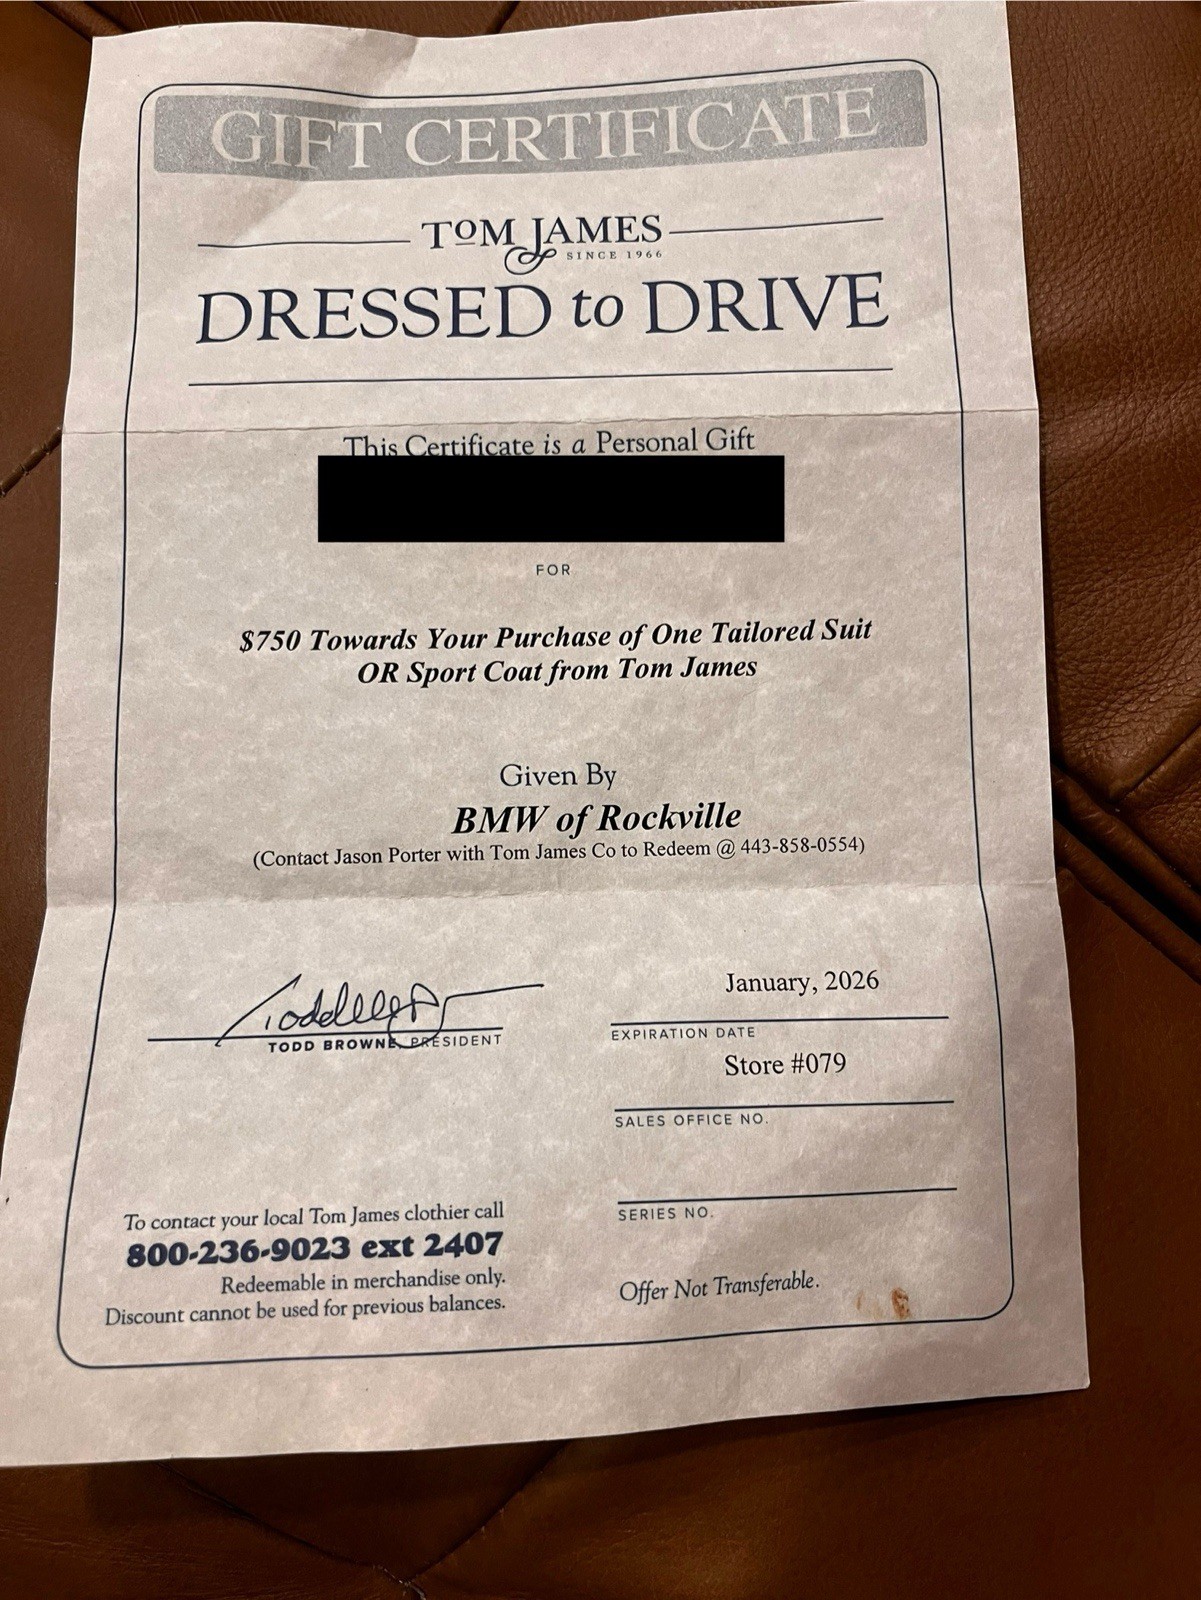 GIFT CERTIFICATE
TOM JAMES
SINCE 1966
DRESSED to DRIVE
This Certificate is a Personal Gift
FOR
$750 Towards Your Purchase of One Tailored Suit
OR Sport Coat from Tom James
Given By
BMW of Rockville
(Contact Jason Porter with Tom James Co to Redeem @ 443-858-0554)
TODD BROWNE, PRESIDENT
January, 2026
EXPIRATION DATE
Store #079
SALES OFFICE NO.
SERIES NO.
To contact your local Tom James clothier call
800-236-9023 ext 2407
Redeemable in merchandise only.
Discount cannot be used for previous balances.
Offer Not Transferable.